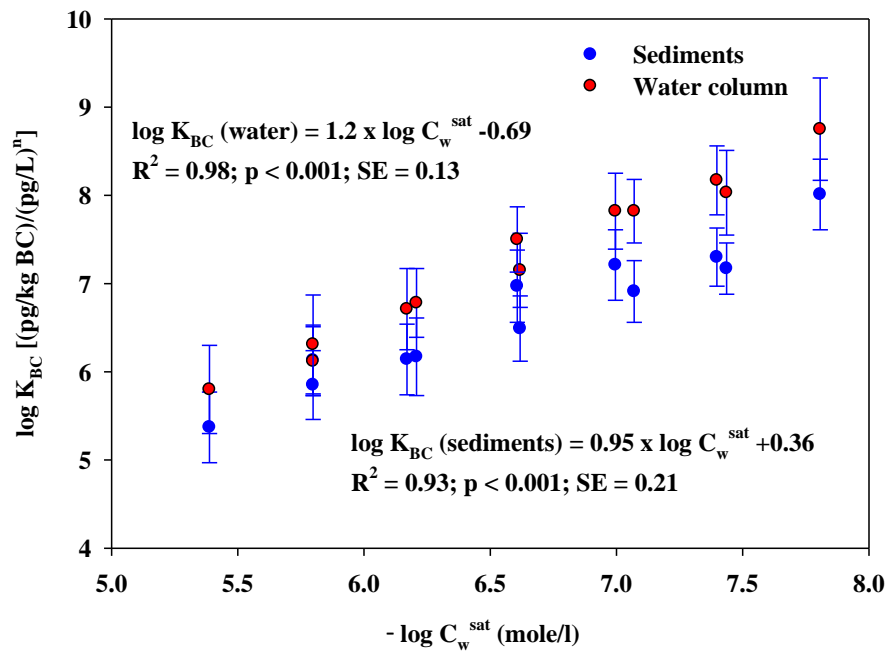 10
9
8
7
6
5
4
5.0 5.5 6.0 6.5 7.0 7.5 8.0
log K_BC [(pg/kg BC)/(pg/L)^n]
- log C_w^sat (mole/l)
Sediments
Water column
log K_BC (water) = 1.2 x log C_w^sat -0.69
R^2 = 0.98; p < 0.001; SE = 0.13
log K_BC (sediments) = 0.95 x log C_w^sat +0.36
R^2 = 0.93; p < 0.001; SE = 0.21